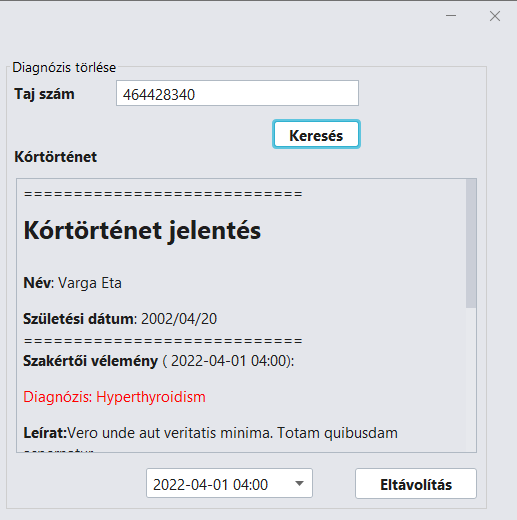 Diagnózis törlése
Taj szám 464428340
Keresés
Kórtörténet
============================
Kórtörténet jelentés
Név: Varga Eta
Születési dátum: 2002/04/20
============================
Szakértői vélemény ( 2022-04-01 04:00):
Diagnózis: Hyperthyroidism
Leírat:Vero unde aut veritatis minima. Totam quibusdam
2022-04-01 04:00 Eltávolítás